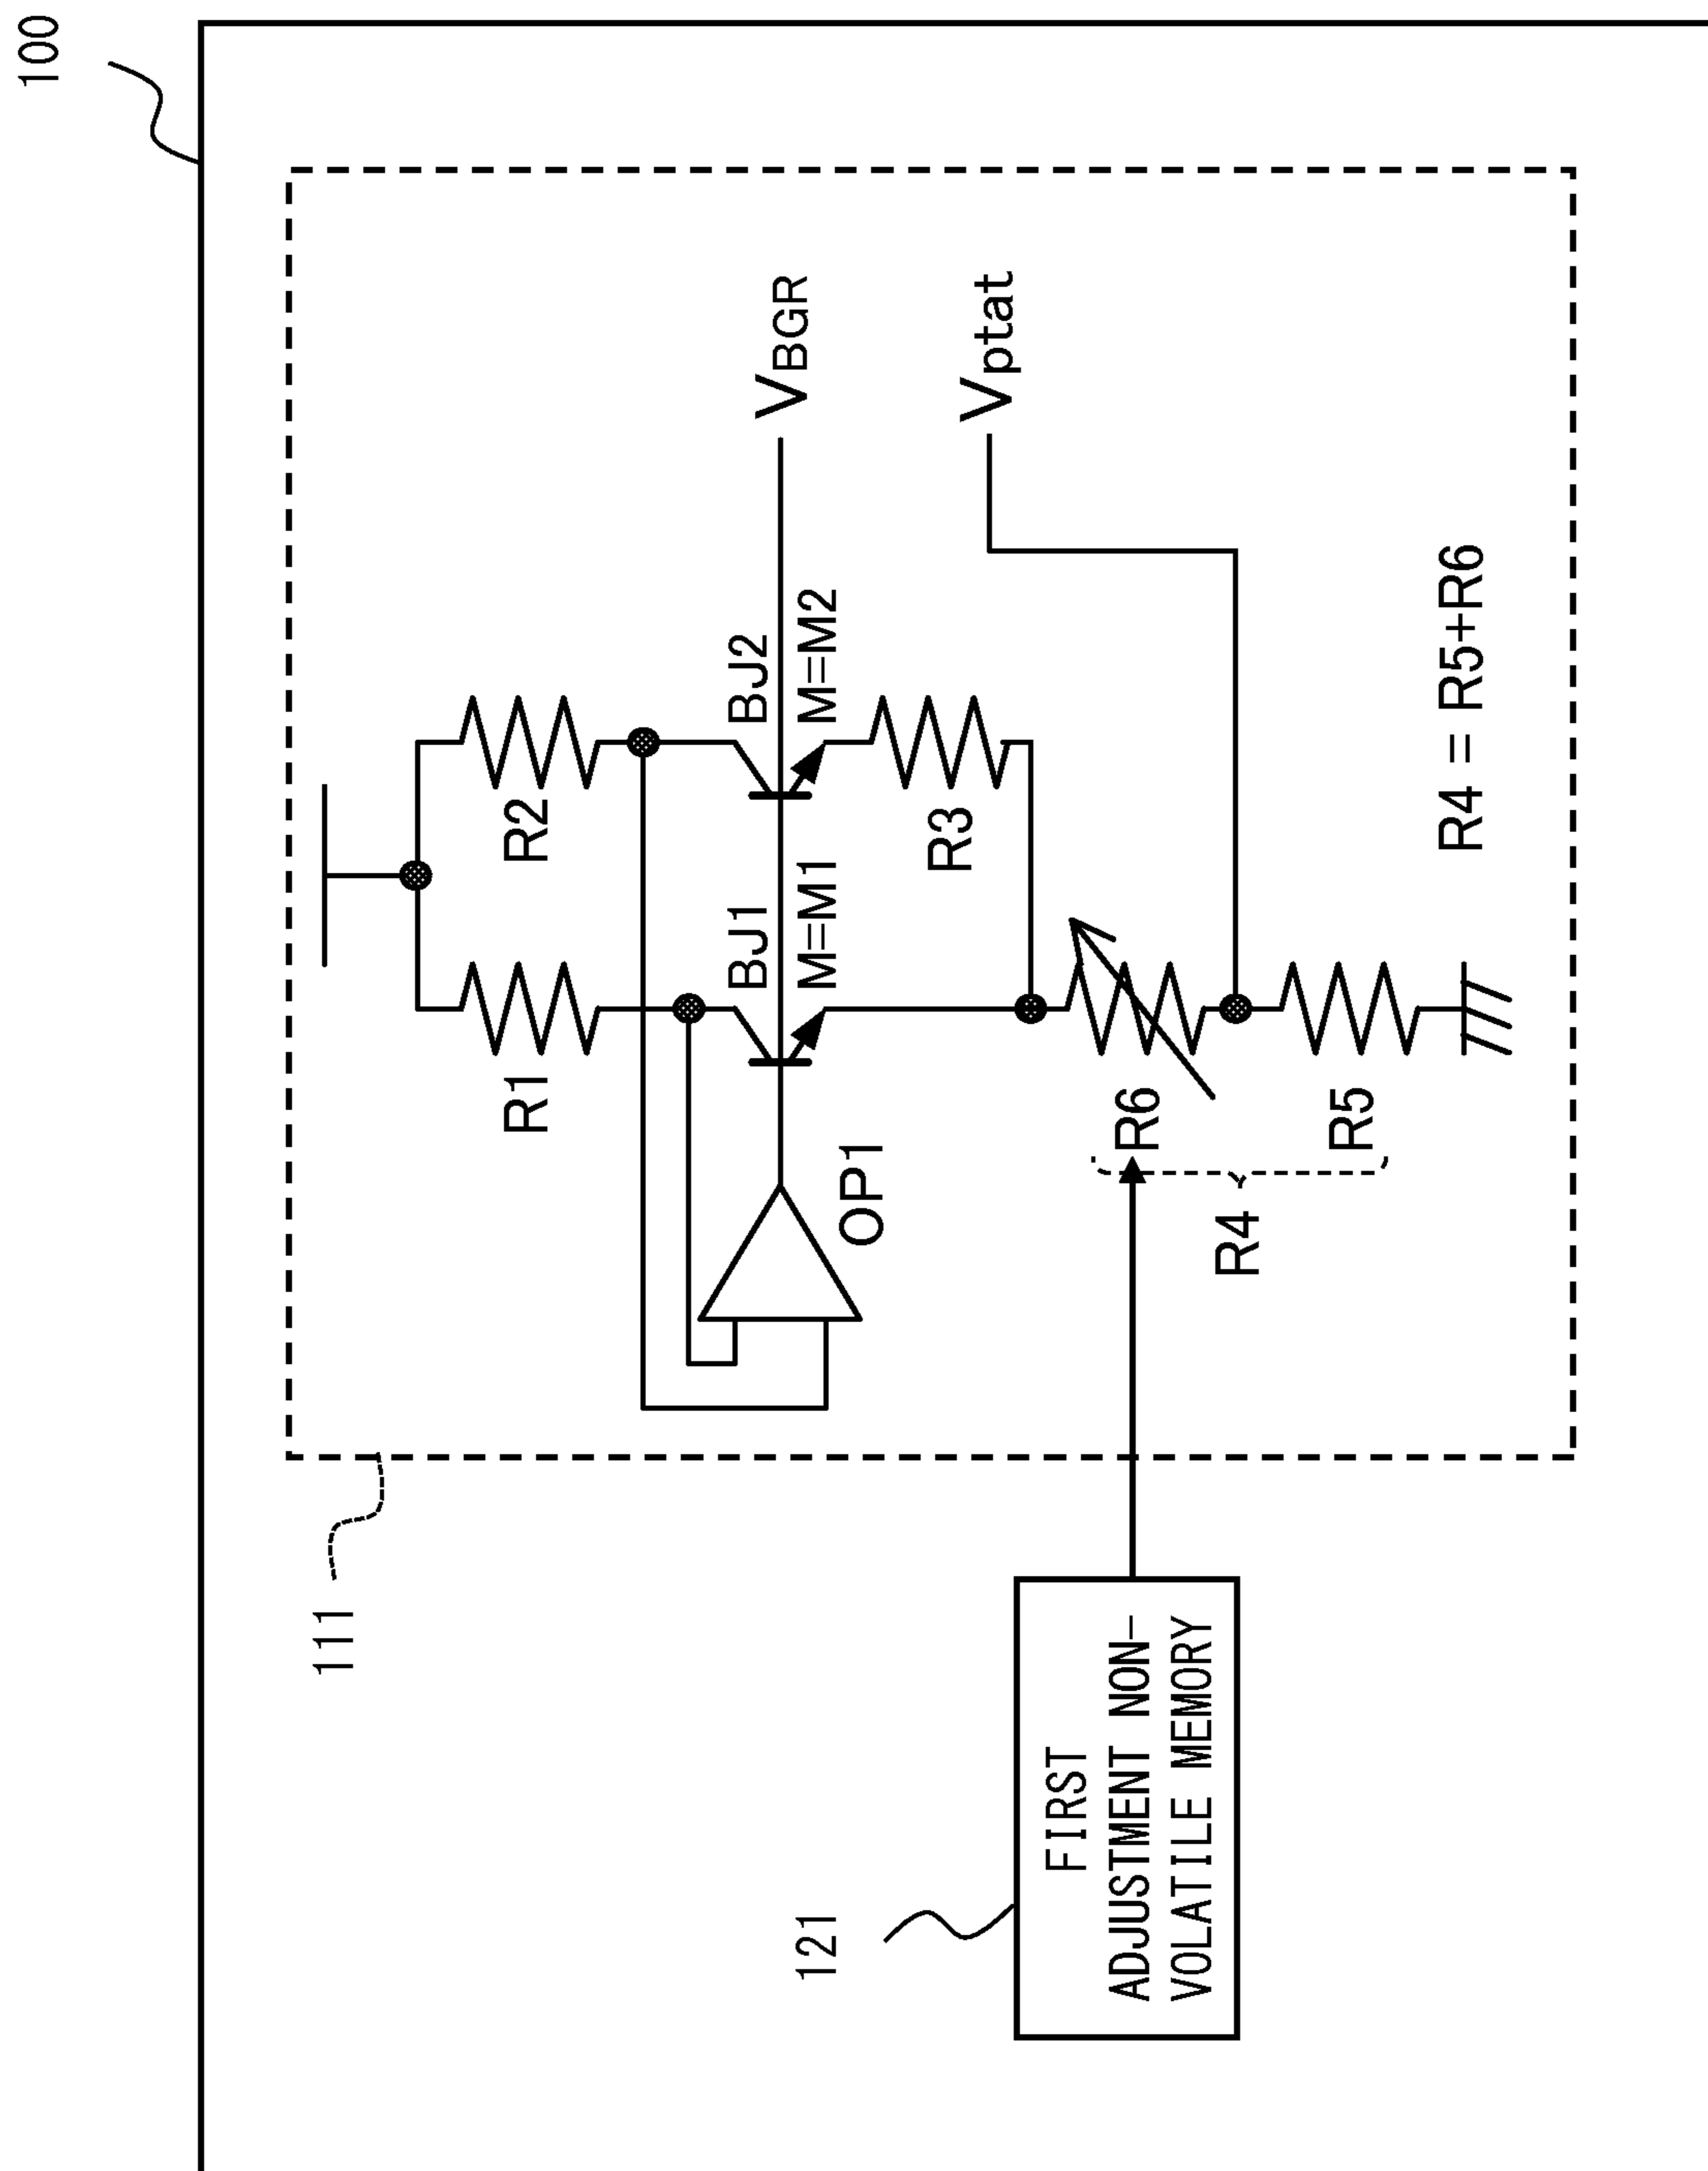 100
111
R1
R2
BJ1
M=M1
BJ2
M=M2
VBGR
OP1
R3
Vptat
121
FIRST
ADJUSTMENT NON-
VOLATILE MEMORY
R6
R4
R5
R4 = R5+R6